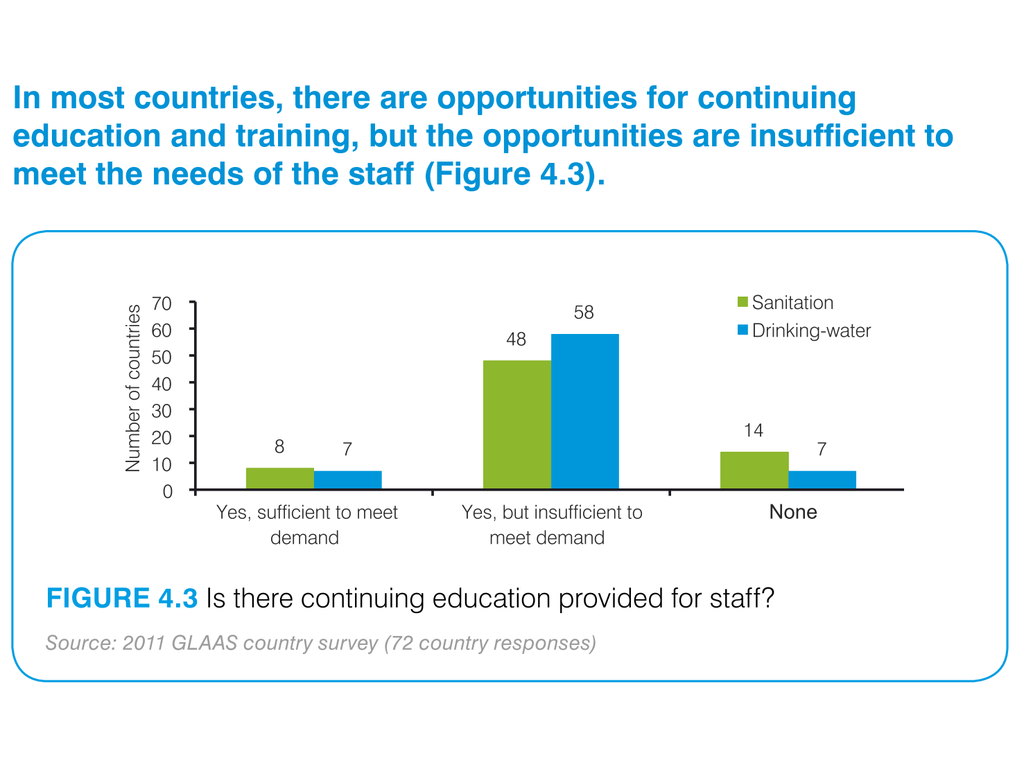 In most countries, there are opportunities for continuing
education and training, but the opportunities are insufficient to
meet the needs of the staff (Figure 4.3).
Number of countries
70
60
50
40
30
20
10
0
Sanitation
Drinking-water
8
7
48
58
14
7
Yes, sufficient to meet
demand
Yes, but insufficient to
meet demand
None
FIGURE 4.3 Is there continuing education provided for staff?
Source: 2011 GLAAS country survey (72 country responses)